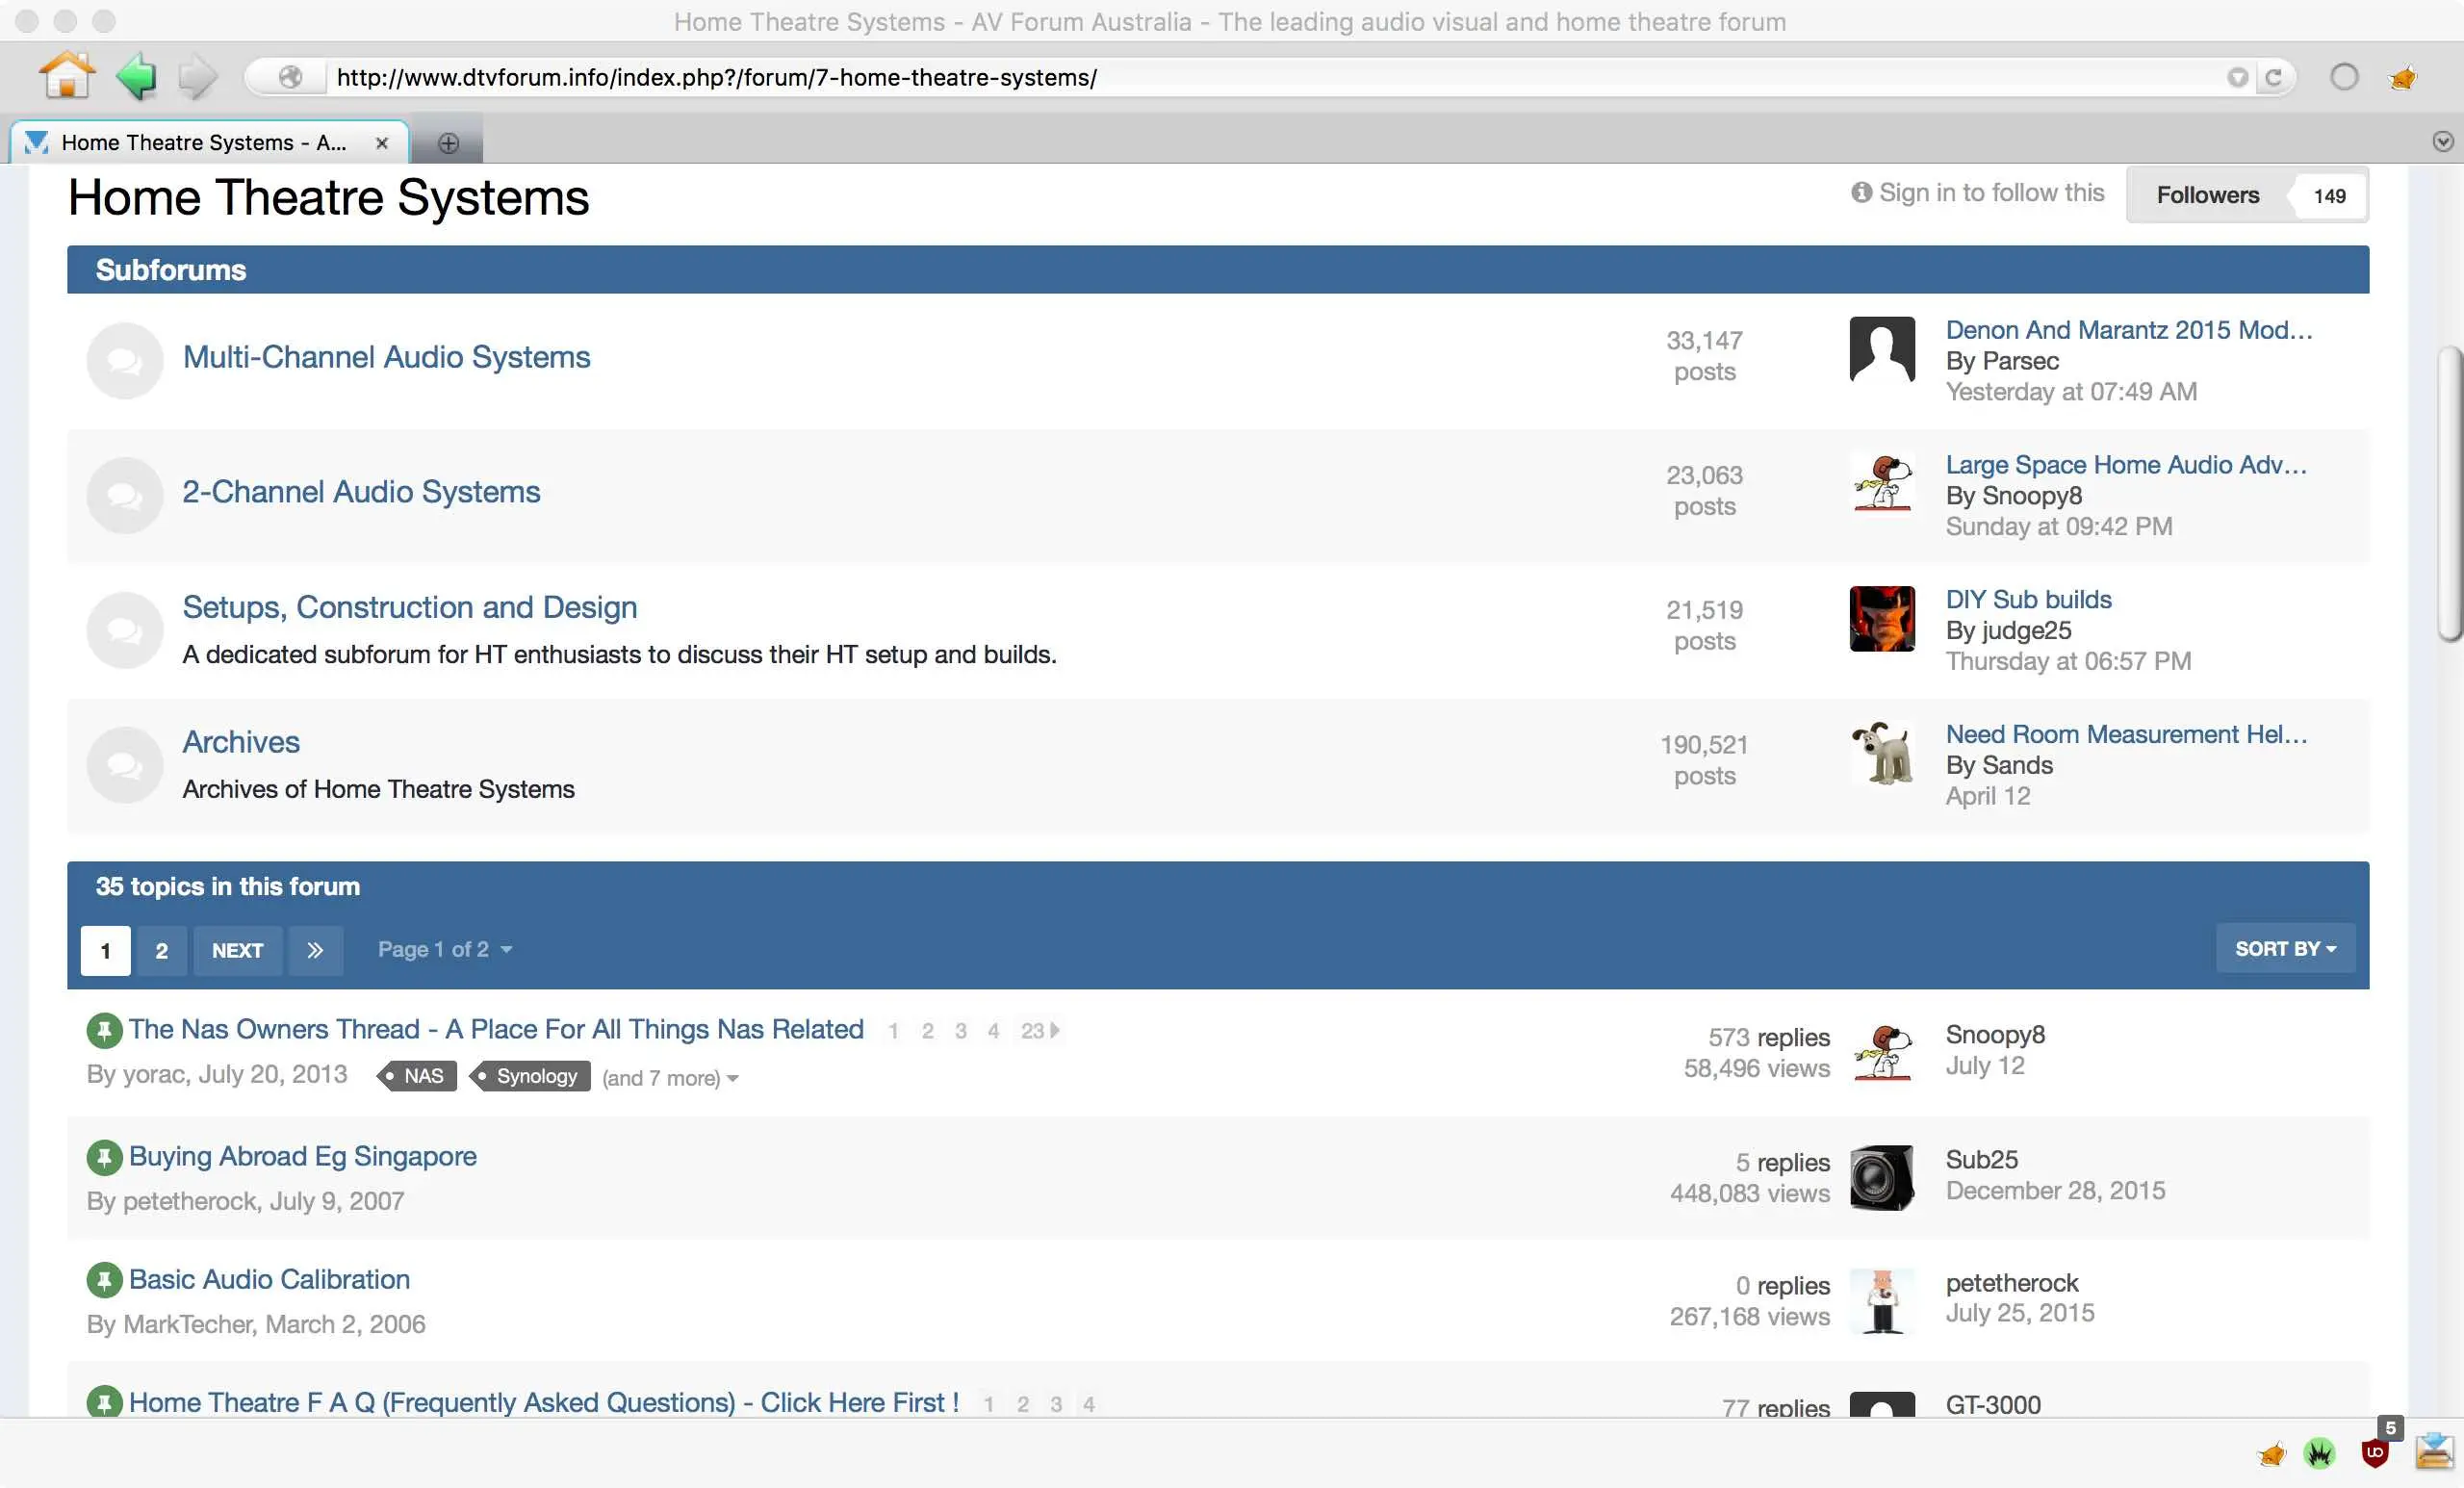 Home Theatre Systems - AV Forum Australia - The leading audio visual and home theatre forum
http://www.dtvforum.info/index.php?/forum/7-home-theatre-systems/
Home Theatre Systems - A...
Home Theatre Systems
Sign in to follow this
Followers 149
Subforums
Multi-Channel Audio Systems
33,147
posts
Denon And Marantz 2015 Mod...
By Parsec
Yesterday at 07:49 AM
2-Channel Audio Systems
23,063
posts
Large Space Home Audio Adv...
By Snoopy8
Sunday at 09:42 PM
Setups, Construction and Design
A dedicated subforum for HT enthusiasts to discuss their HT setup and builds.
21,519
posts
DIY Sub builds
By judge25
Thursday at 06:57 PM
Archives
Archives of Home Theatre Systems
190,521
posts
Need Room Measurement Hel...
By Sands
April 12
35 topics in this forum
1 2 NEXT » Page 1 of 2
SORT BY
The Nas Owners Thread - A Place For All Things Nas Related 1 2 3 4 23
By yorac, July 20, 2013 NAS Synology (and 7 more)
573 replies
58,496 views
Snoopy8
July 12
Buying Abroad Eg Singapore
By petetherock, July 9, 2007
5 replies
448,083 views
Sub25
December 28, 2015
Basic Audio Calibration
By MarkTecher, March 2, 2006
0 replies
267,168 views
petetherock
July 25, 2015
Home Theatre F A Q (Frequently Asked Questions) - Click Here First ! 1 2 3 4
77 replies
GT-3000
5